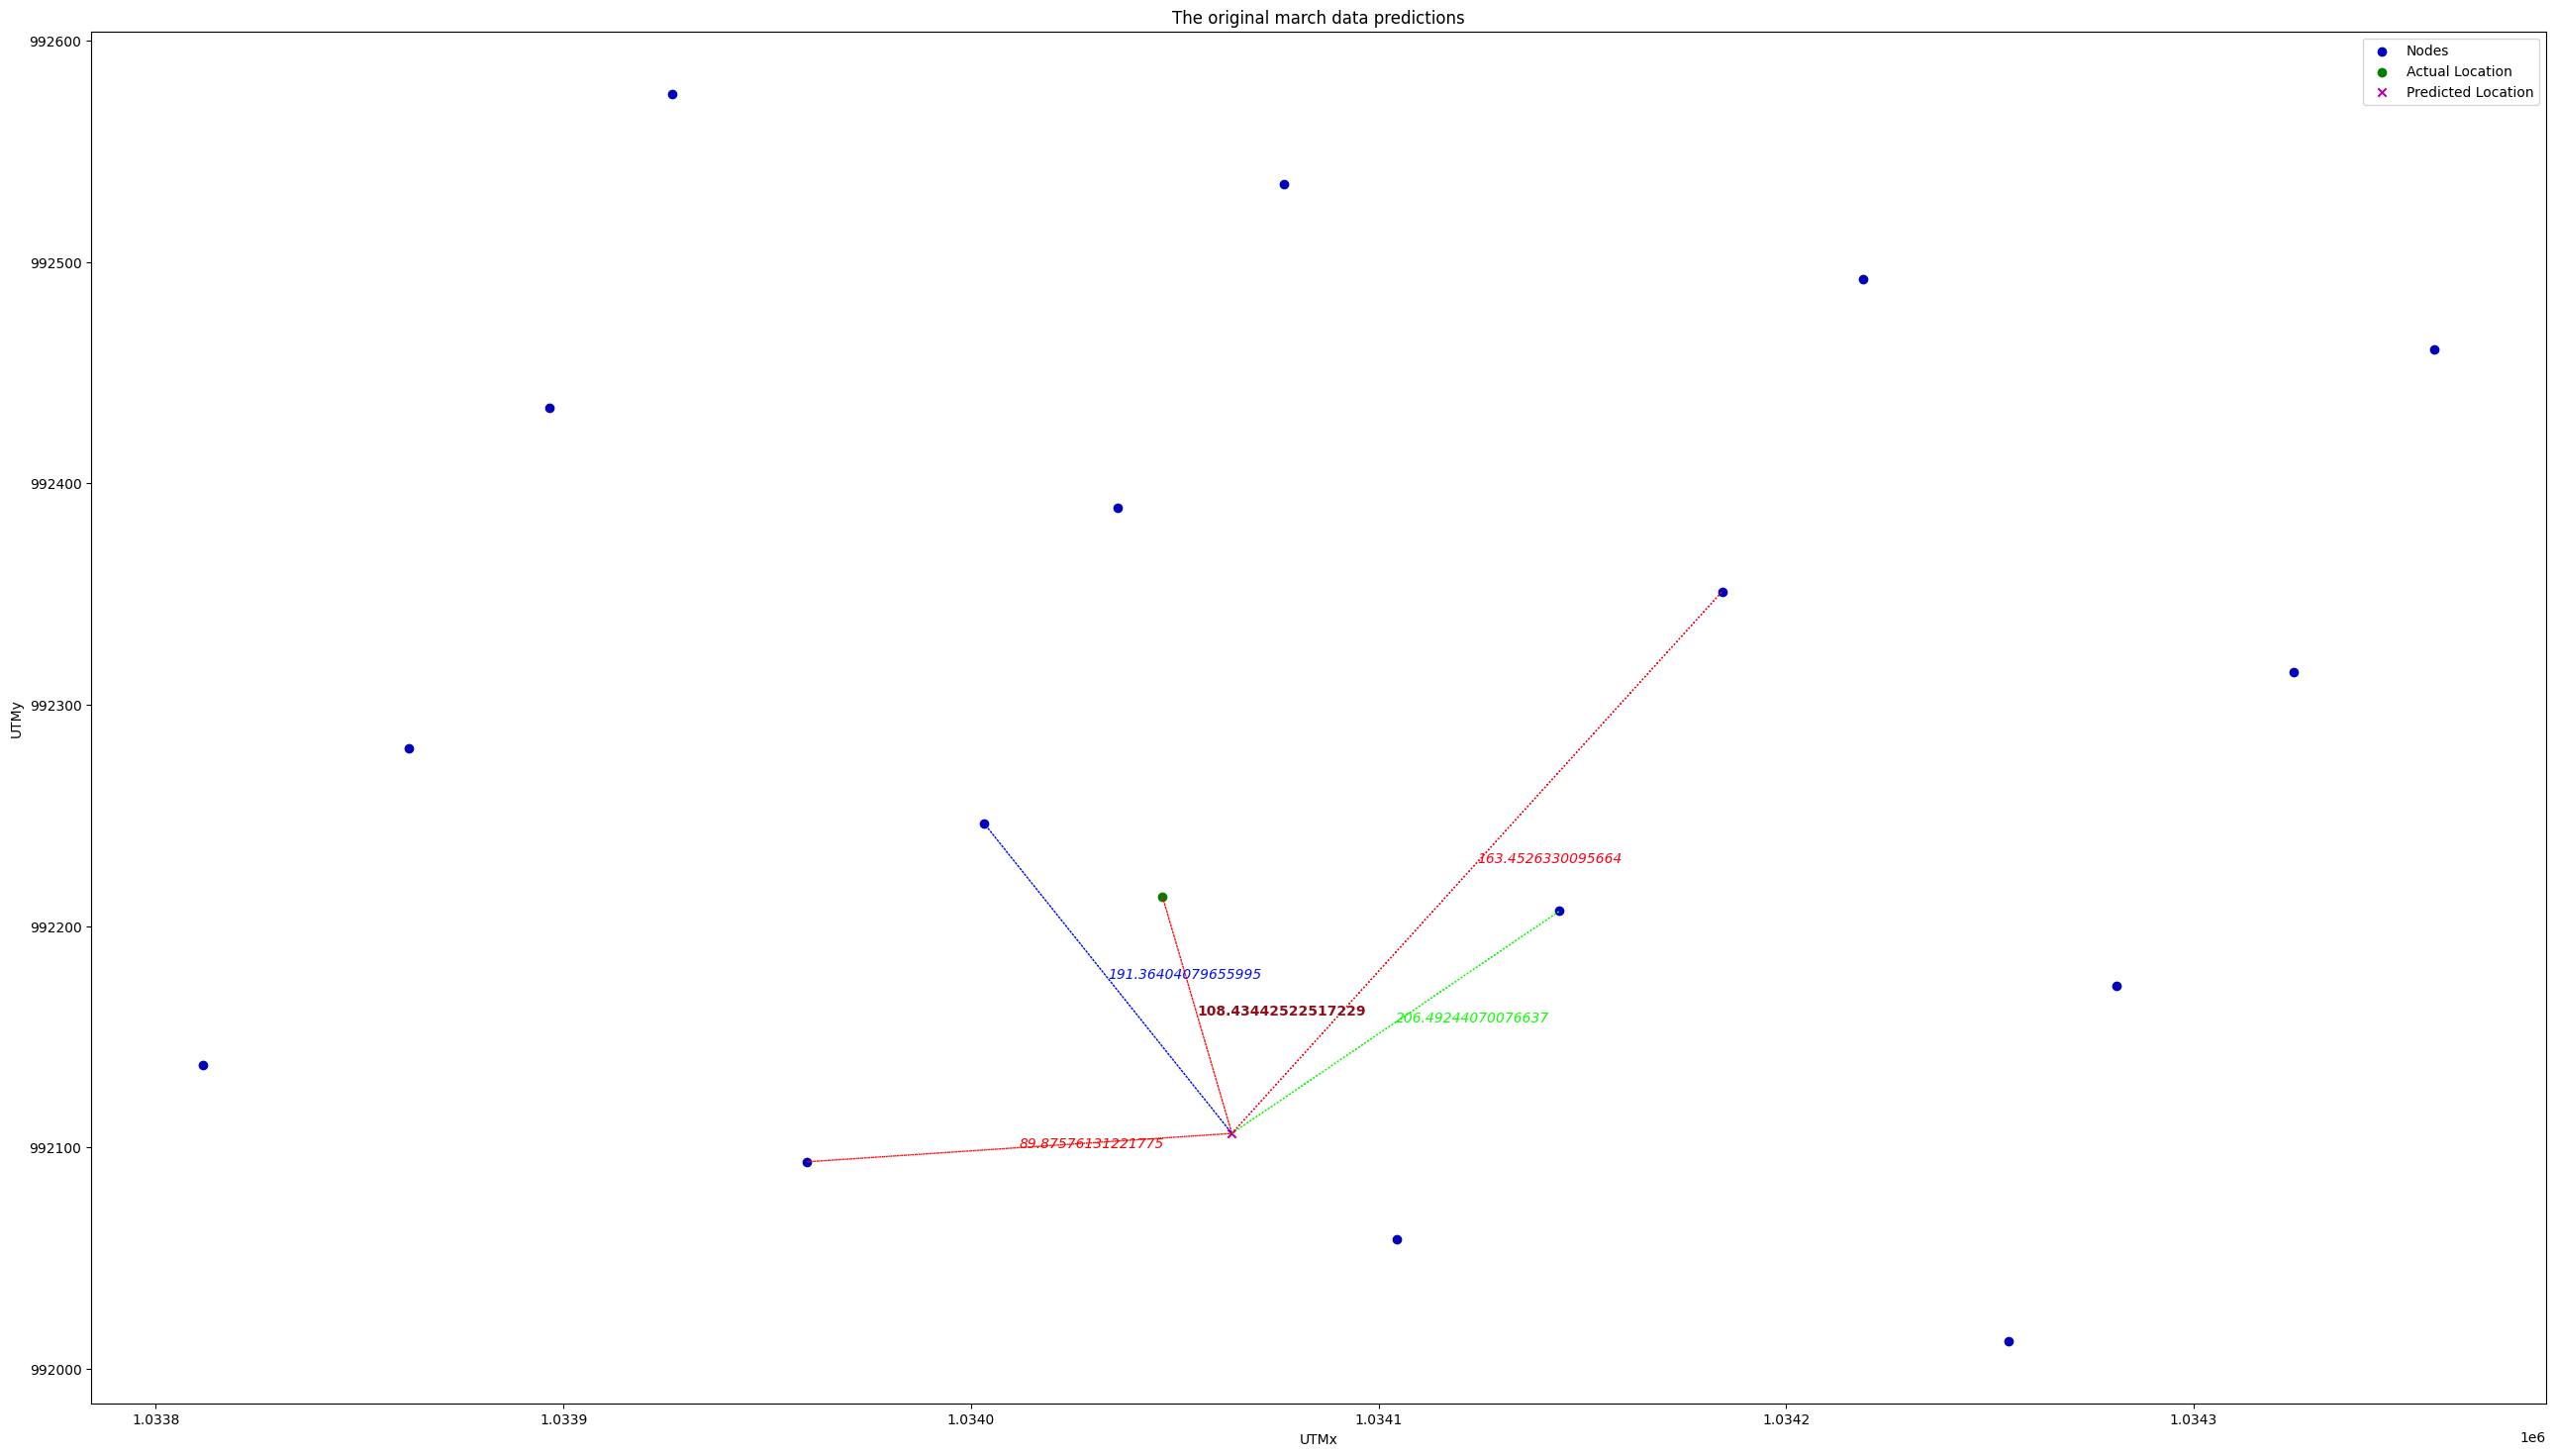 The original march data predictions
Nodes
Actual Location
Predicted Location
992600
992500
992400
992300
992200
992100
992000
UTMy
163.4526330095664
191.36404079655995
108.43442522517229
206.49244070076637
89.87576131221775
1.0338
1.0339
1.0340
1.0341
1.0342
1.0343
1e6
UTMx